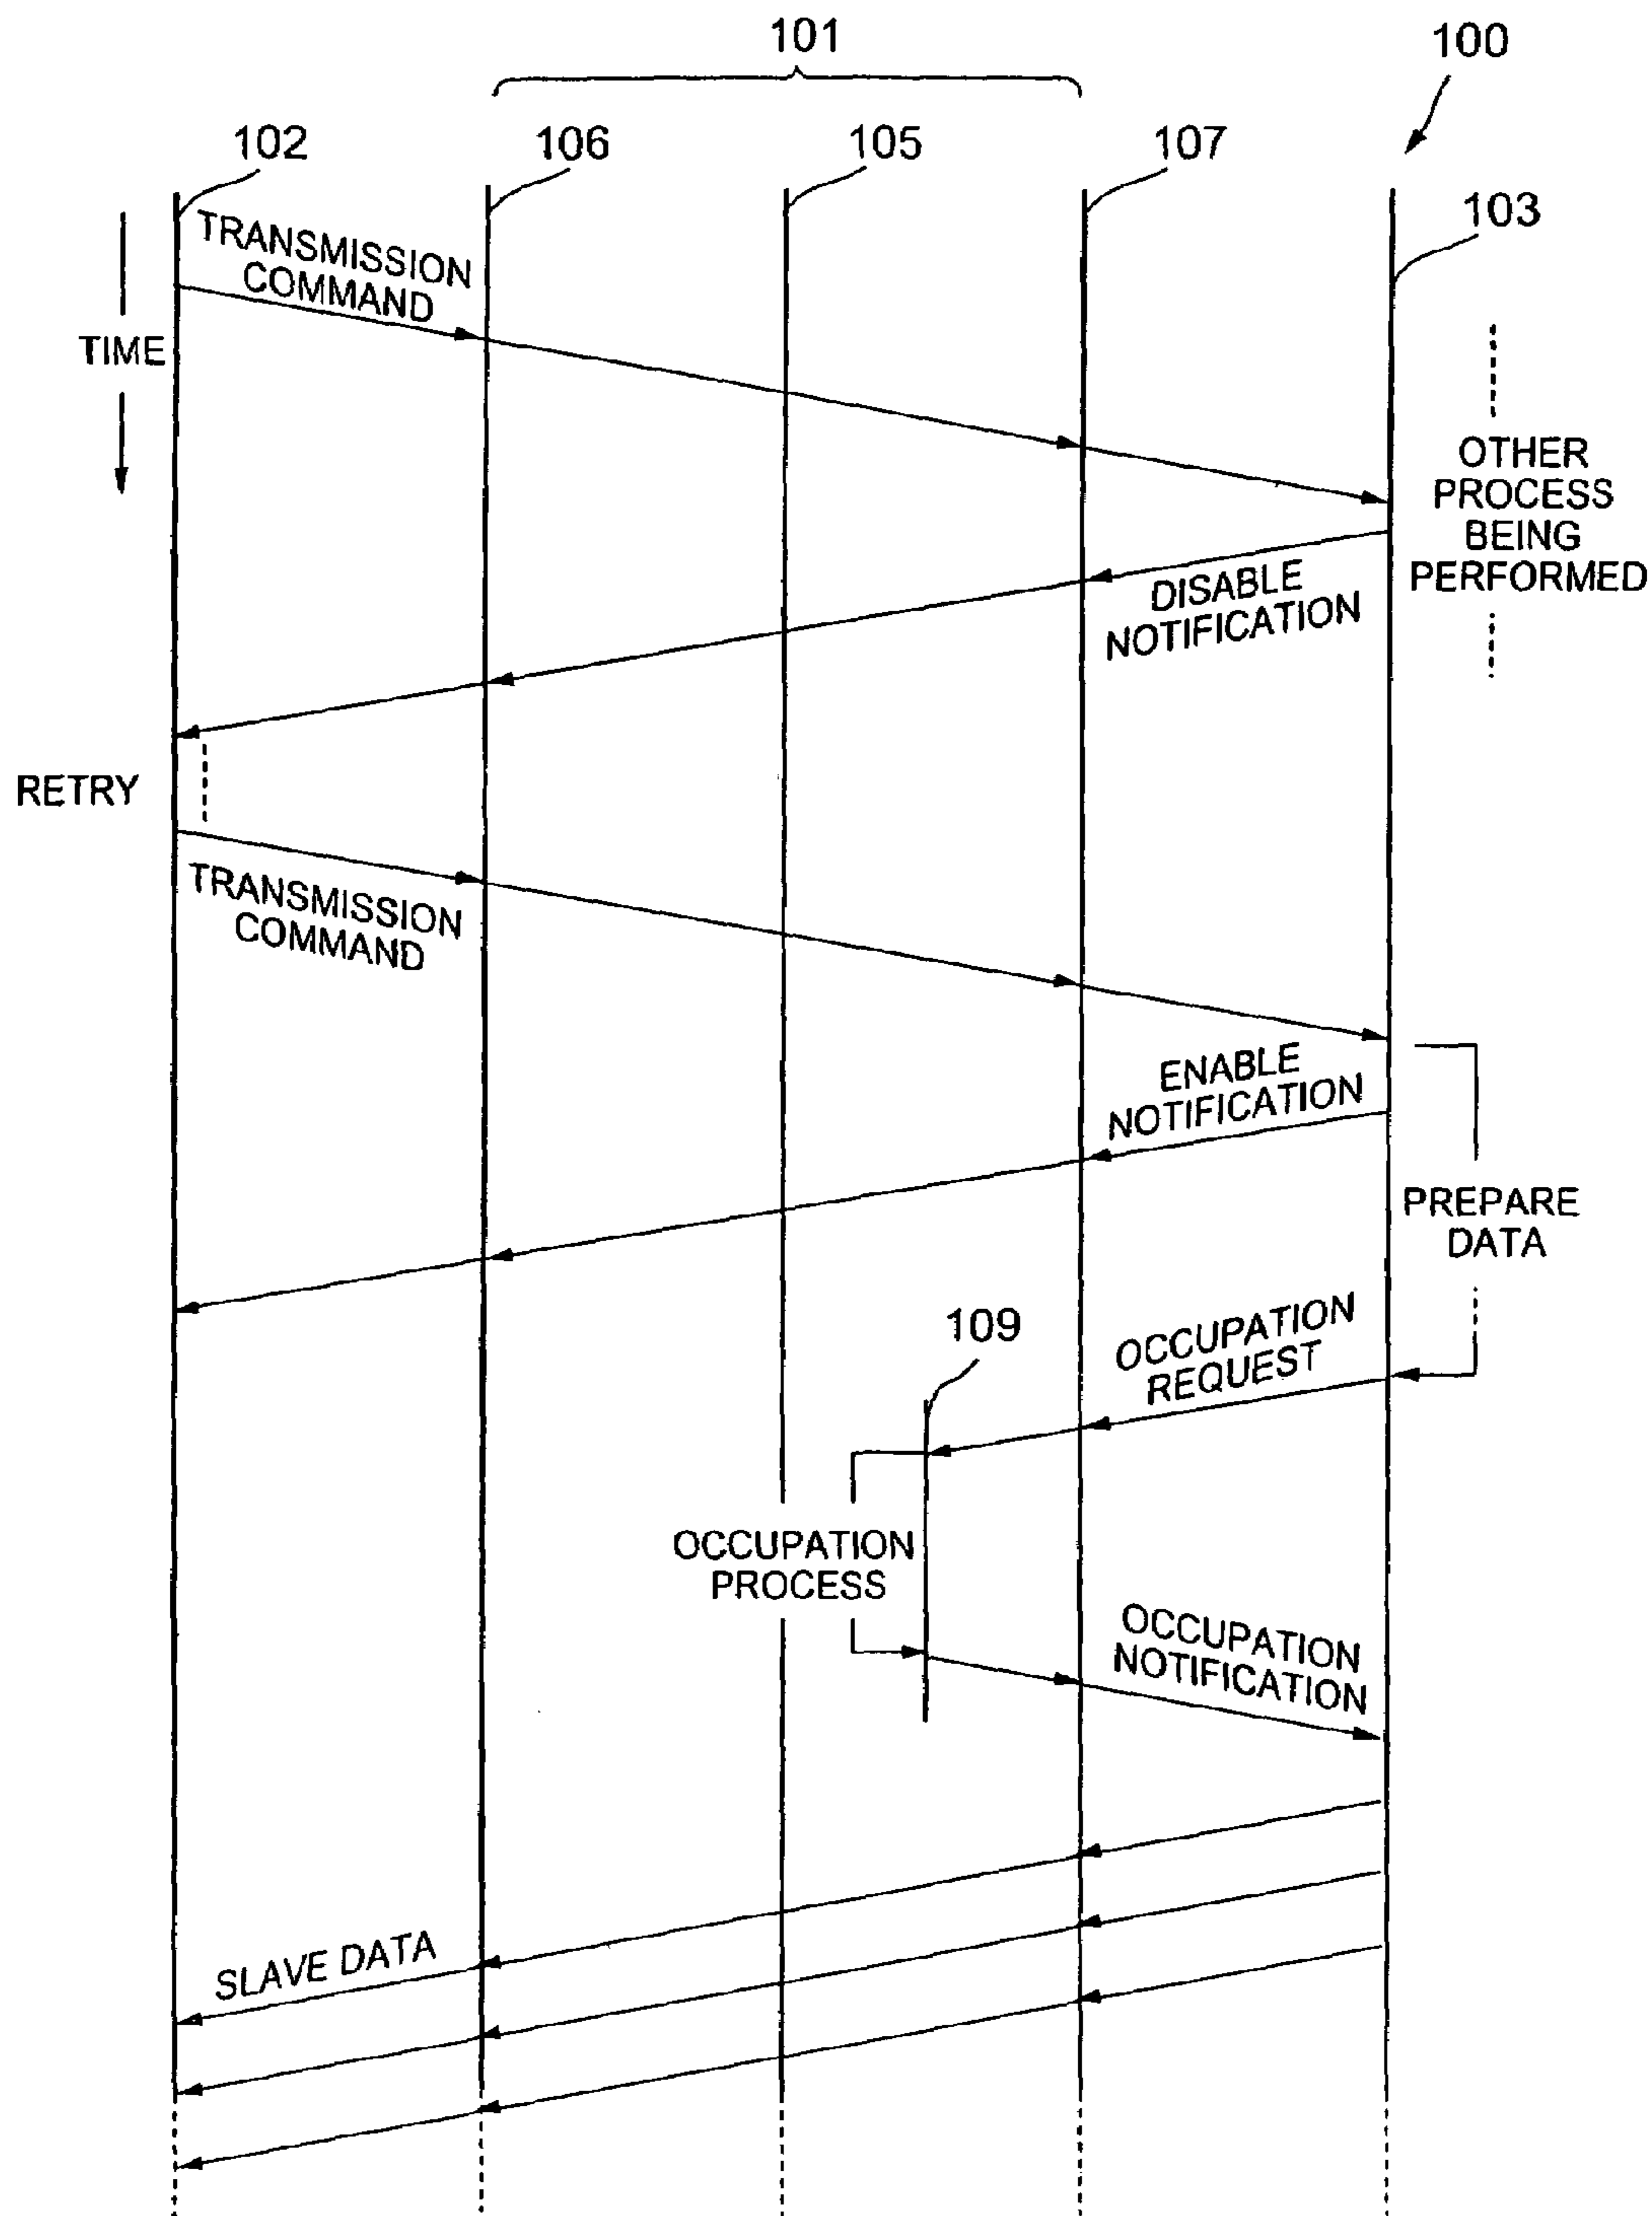 101
100
102
106
105
107
103
TRANSMISSION
COMMAND
TIME
OTHER
PROCESS
BEING
PERFORMED
DISABLE
NOTIFICATION
RETRY
TRANSMISSION
COMMAND
ENABLE
NOTIFICATION
PREPARE
DATA
109
OCCUPATION
REQUEST
OCCUPATION
PROCESS
OCCUPATION
NOTIFICATION
SLAVE DATA